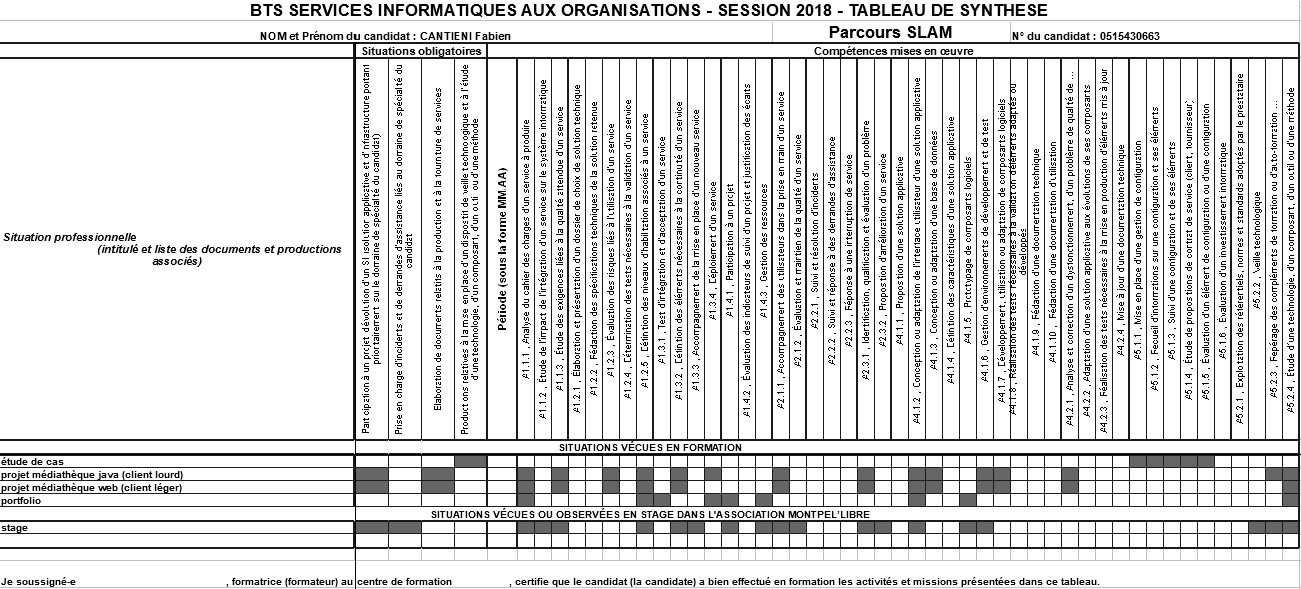 BTS SERVICES INFORMATIQUES AUX ORGANISATIONS - SESSION 2018 - TABLEAU DE SYNTHESE
NOM et Prénom du candidat : CANTIENI Fabien
Parcours SLAM
N° du candidat : 0515430663
Situations obligatoires
Compétences mises en œuvre
Situation professionnelle
(intitulé et liste des documents et productions
associés)
Participation à un projet d'évolution d'un SI (solution applicative et d'infrastructure portant
prioritairement sur le domaine de spécialité du candidat)
Prise en charge d'incidents et de demandes d'assistance liés au domaine de spécialité du
candidat
Elaboration de documents relatifs à la production et à la fourniture de services
Productions relatives à la mise en place d'un dispositif de veille technologique et à l'étude
d'une technologie, d'un composant, d'un outil ou d'une méthode
Période (sous la forme MM.AA)
A1.1.1 , Analyse du cahier des charges d'un service à produire
A1.1.2 , Étude de l'impact de l'intégration d'un service sur le système informatique
A1.1.3 , Étude des exigences liées à la qualité attendue d'un service
A1.2.1 , Élaboration et présentation d'un dossier de choix de solution technique
A1.2.2 , Rédaction des spécifications techniques de la solution retenue
A1.2.3 , Évaluation des risques liés à l'utilisation d'un service
A1.2.4 , Détermination des tests nécessaires à la validation d'un service
A1.2.5 , Définition des niveaux d'habilitation associés à un service
A1.3.1 , Test d'intégration et d'acceptation d'un service
A1.3.2 , Définition des éléments nécessaires à la continuité d'un service
A1.3.3 , Accompagnement de la mise en place d'un nouveau service
A1.3.4 , Déploiement d'un service
A1.4.1 , Participation à un projet
A1.4.2 , Évaluation des indicateurs de suivi d'un projet et justification des écarts
A1.4.3 , Gestion des ressources
A2.1.1 , Accompagnement des utilisateurs dans la prise en main d'un service
A2.1.2 , Évaluation et maintien de la qualité d'un service
A2.2.1 , Suivi et résolution d'incidents
A2.2.2 , Suivi et réponse à des demandes d'assistance
A2.2.3 , Réponse à une interruption de service
A2.3.1 , Identification, qualification et évaluation d'un problème
A2.3.2 , Proposition d'amélioration d'un service
A4.1.1 , Proposition d'une solution applicative
A4.1.2 , Conception ou adaptation de l'interface utilisateur d'une solution applicative
A4.1.3 , Conception ou adaptation d'une base de données
A4.1.4 , Définition des caractéristiques d'une solution applicative
A4.1.5 , Prototypage de composants logiciels
A4.1.6 , Gestion d'environnements de développement et de test
A4.1.7 , Développement, utilisation ou adaptation de composants logiciels
A4.1.8 , Réalisation des tests nécessaires à la validation d'éléments adaptés ou
développés
A4.1.9 , Rédaction d'une documentation technique
A4.1.10 , Rédaction d'une documentation d'utilisation
A4.2.1 , Analyse et correction d'un dysfonctionnement, d'un problème de qualité de ...
A4.2.2 , Adaptation d'une solution applicative aux évolutions de ses composants
A4.2.3 , Réalisation des tests nécessaires à la mise en production d'éléments mis à jour
A4.2.4 , Mise à jour d'une documentation technique
A5.1.1 , Mise en place d'une gestion de configuration
A5.1.2 , Recueil d'informations sur une configuration et ses éléments
A5.1.3 , Suivi d'une configuration et de ses éléments
A5.1.4 , Étude de propositions de contrat de service (client, fournisseur)
A5.1.5 , Évaluation d'un élément de configuration ou d'une configuration
A5.1.6 , Évaluation d'un investissement informatique
A5.2.1 , Exploitation des référentiels, normes et standards adoptés par le prestataire
A5.2.2 , Veille technologique
A5.2.3 , Repérage des compléments de formation ou d'auto-formation ...
A5.2.4 , Étude d'une technologie, d'un composant, d'un outil ou d'une méthode
SITUATIONS VÉCUES EN FORMATION
étude de cas
projet médiathèque java (client lourd)
projet médiathèque web (client léger)
portfolio
SITUATIONS VÉCUES OU OBSERVÉES EN STAGE DANS L'ASSOCIATION MONTPEL'LIBRE
stage
Je soussigné-e , formatrice (formateur) au centre de formation , certifie que le candidat (la candidate) a bien effectué en formation les activités et missions présentées dans ce tableau.